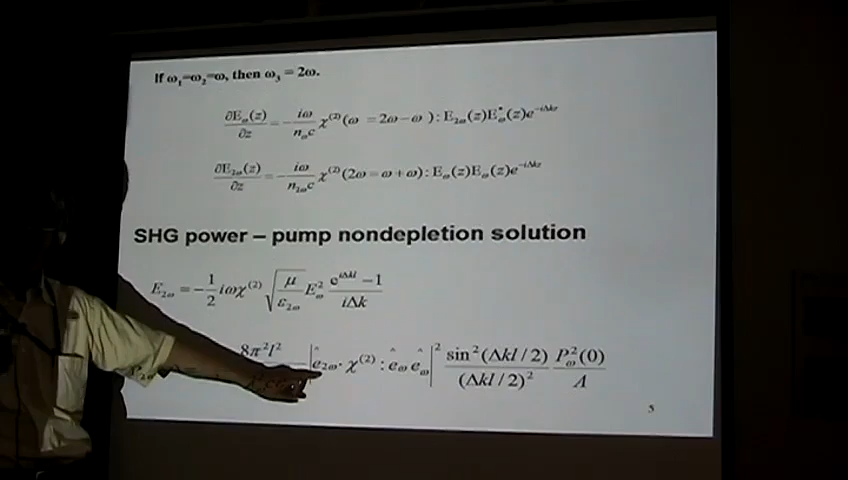 If ω₁=ω₂=ω, then ω₃ = 2ω.
∂E_ω(z)/∂z = − iω/(n_ω c) χ⁽²⁾(ω = 2ω − ω) : E_2ω(z)E*_ω(z)e^(−iΔkz)
∂E_2ω(z)/∂z = − iω/(n_2ω c) χ⁽²⁾(2ω = ω + ω) : E_ω(z)E_ω(z)e^(−iΔkz)
SHG power – pump nondepletion solution
E_2ω = − 1/2 iωχ⁽²⁾ √(μ/ε_2ω) E²_ω (e^(iΔkl) − 1)/(iΔk)
8π²l² |ê_2ω · χ⁽²⁾ : ê_ω ê_ω|² sin²(Δkl / 2)/(Δkl / 2)² P²_ω(0)/A
5